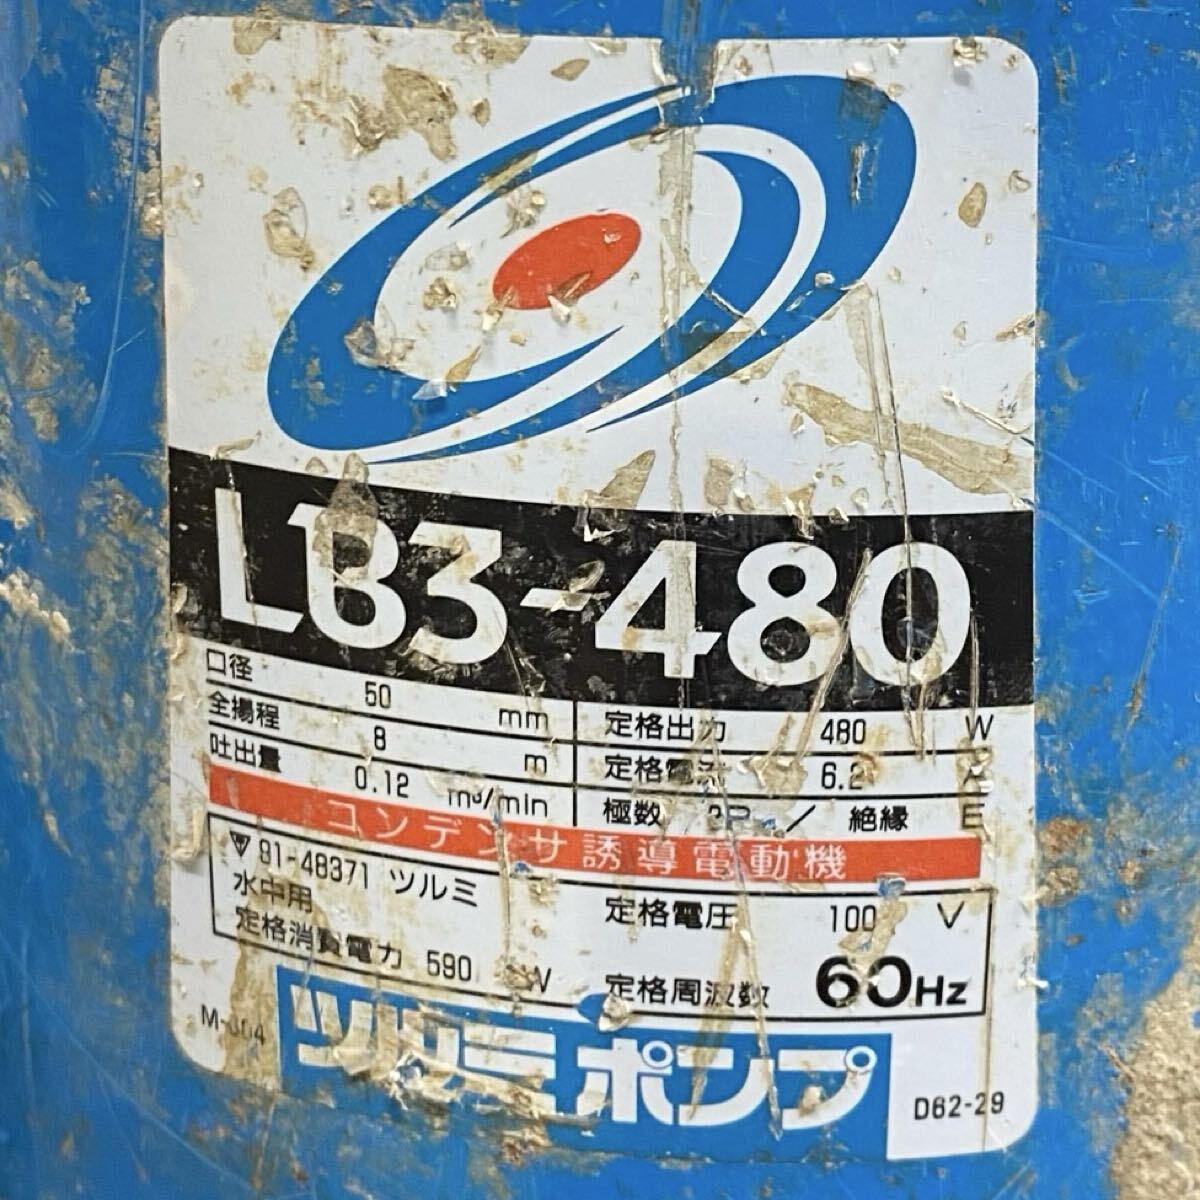 LB3-480
口径 50 mm
全揚程 8 m
吐出量 0.12 m³/min
定格出力 480 W
定格電流 6.2 A
極数 2P / 絶縁 E
コンデンサ誘導電動機
81-48371 ツルミ
水中用
定格消費電力 590 W
定格電圧 100 V
定格周波数 60Hz
ツルミポンプ
D62-29